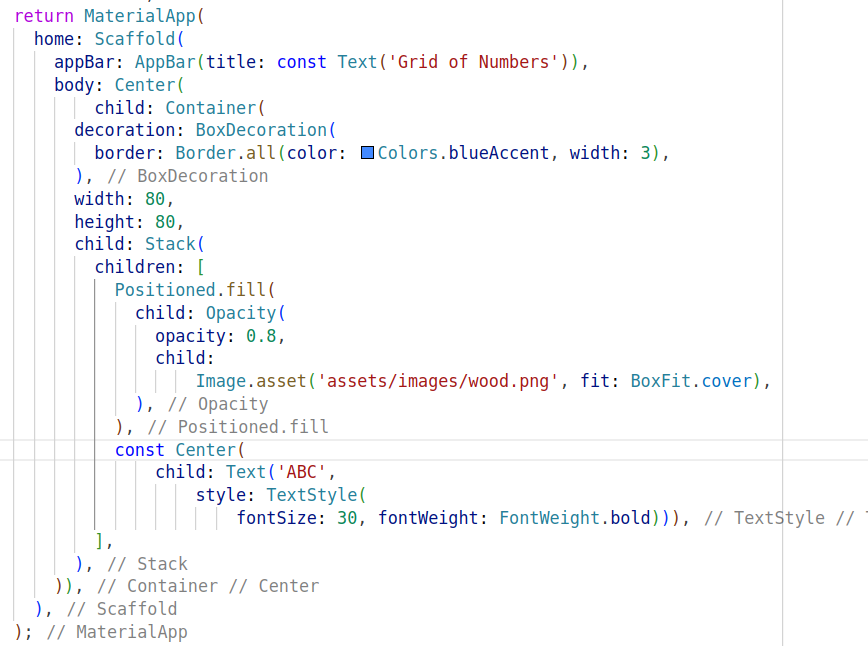 return MaterialApp(
  home: Scaffold(
    appBar: AppBar(title: const Text('Grid of Numbers')),
    body: Center(
        child: Container(
      decoration: BoxDecoration(
        border: Border.all(color: Colors.blueAccent, width: 3),
      ), // BoxDecoration
      width: 80,
      height: 80,
      child: Stack(
        children: [
          Positioned.fill(
            child: Opacity(
              opacity: 0.8,
              child:
                  Image.asset('assets/images/wood.png', fit: BoxFit.cover),
            ), // Opacity
          ), // Positioned.fill
          const Center(
              child: Text('ABC',
                  style: TextStyle(
                      fontSize: 30, fontWeight: FontWeight.bold))), // TextStyle //
        ],
      ), // Stack
    )), // Container // Center
  ), // Scaffold
); // MaterialApp